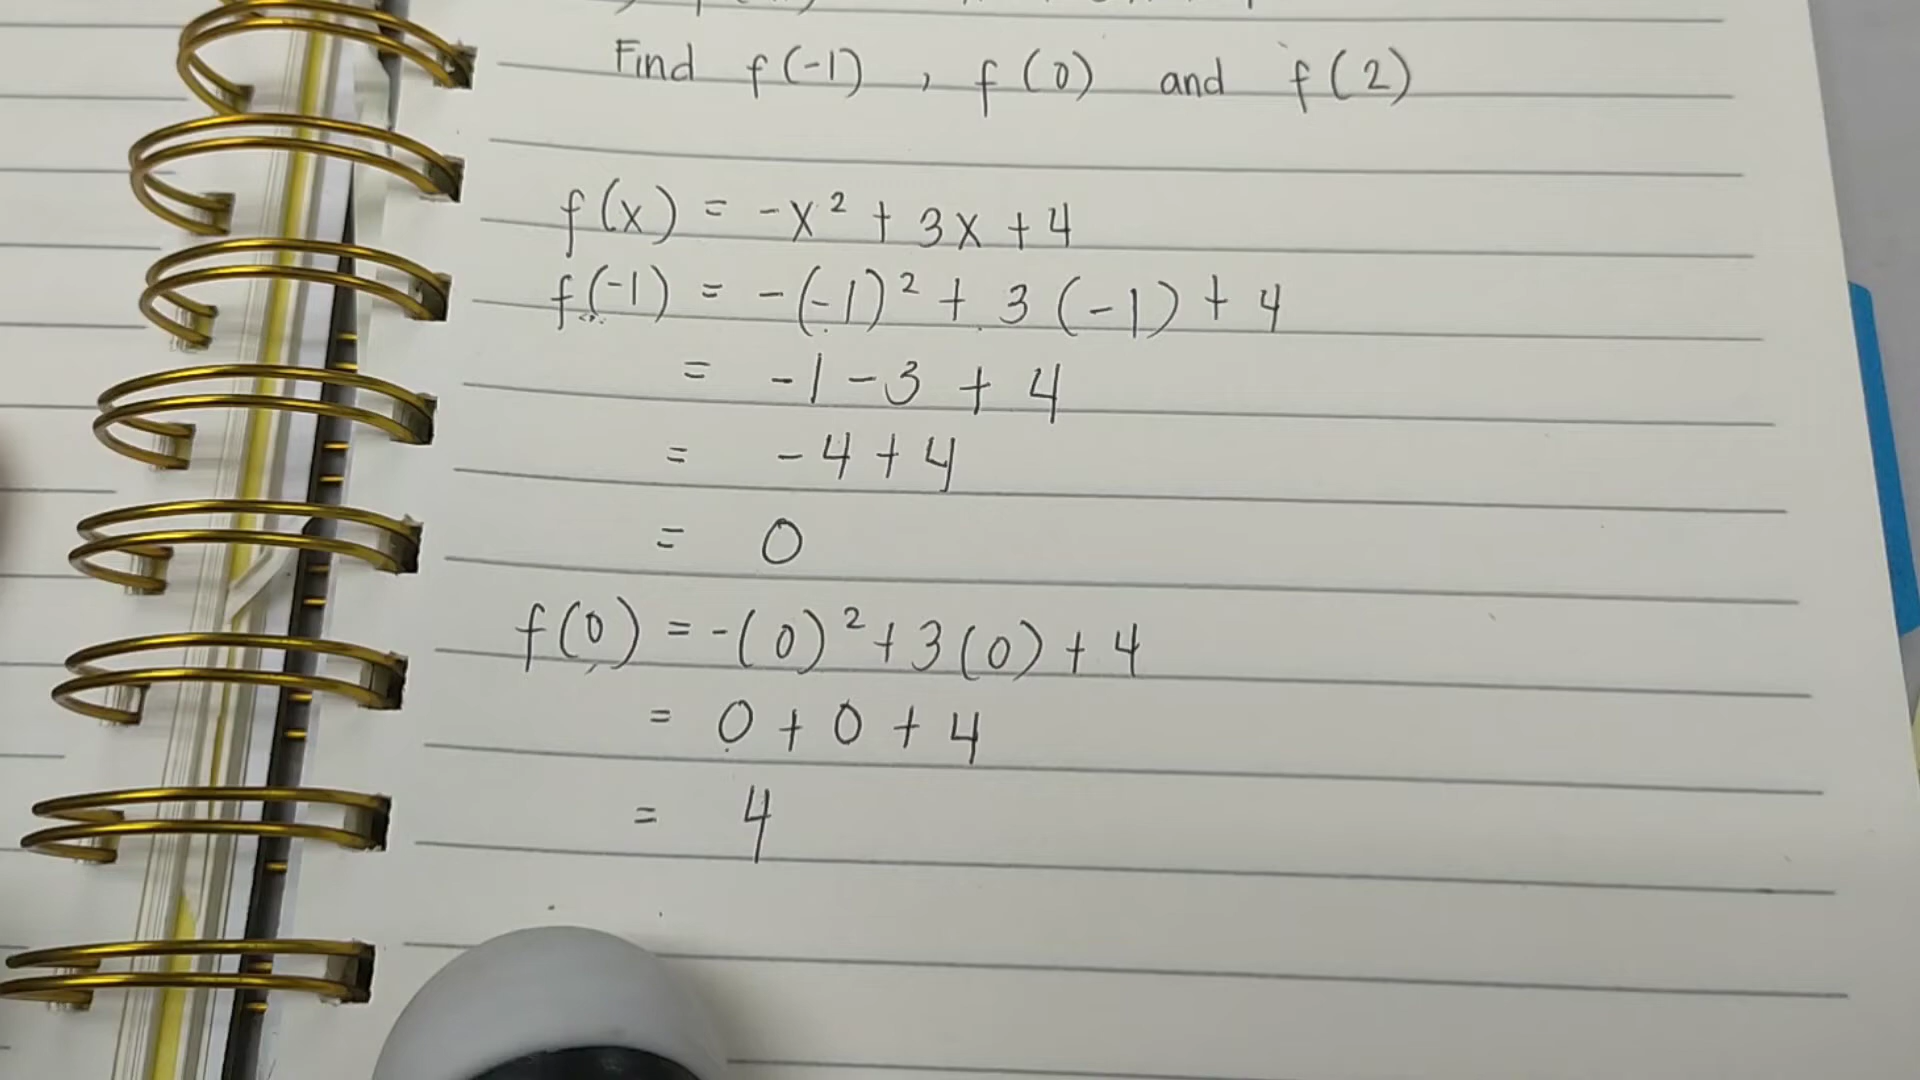 Find f(-1) , f(0) and f(2)
f(x) = -x² + 3x + 4
f(-1) = -(-1)² + 3(-1) + 4
= -1 - 3 + 4
= -4 + 4
= 0
f(0) = -(0)² + 3(0) + 4
= 0 + 0 + 4
= 4